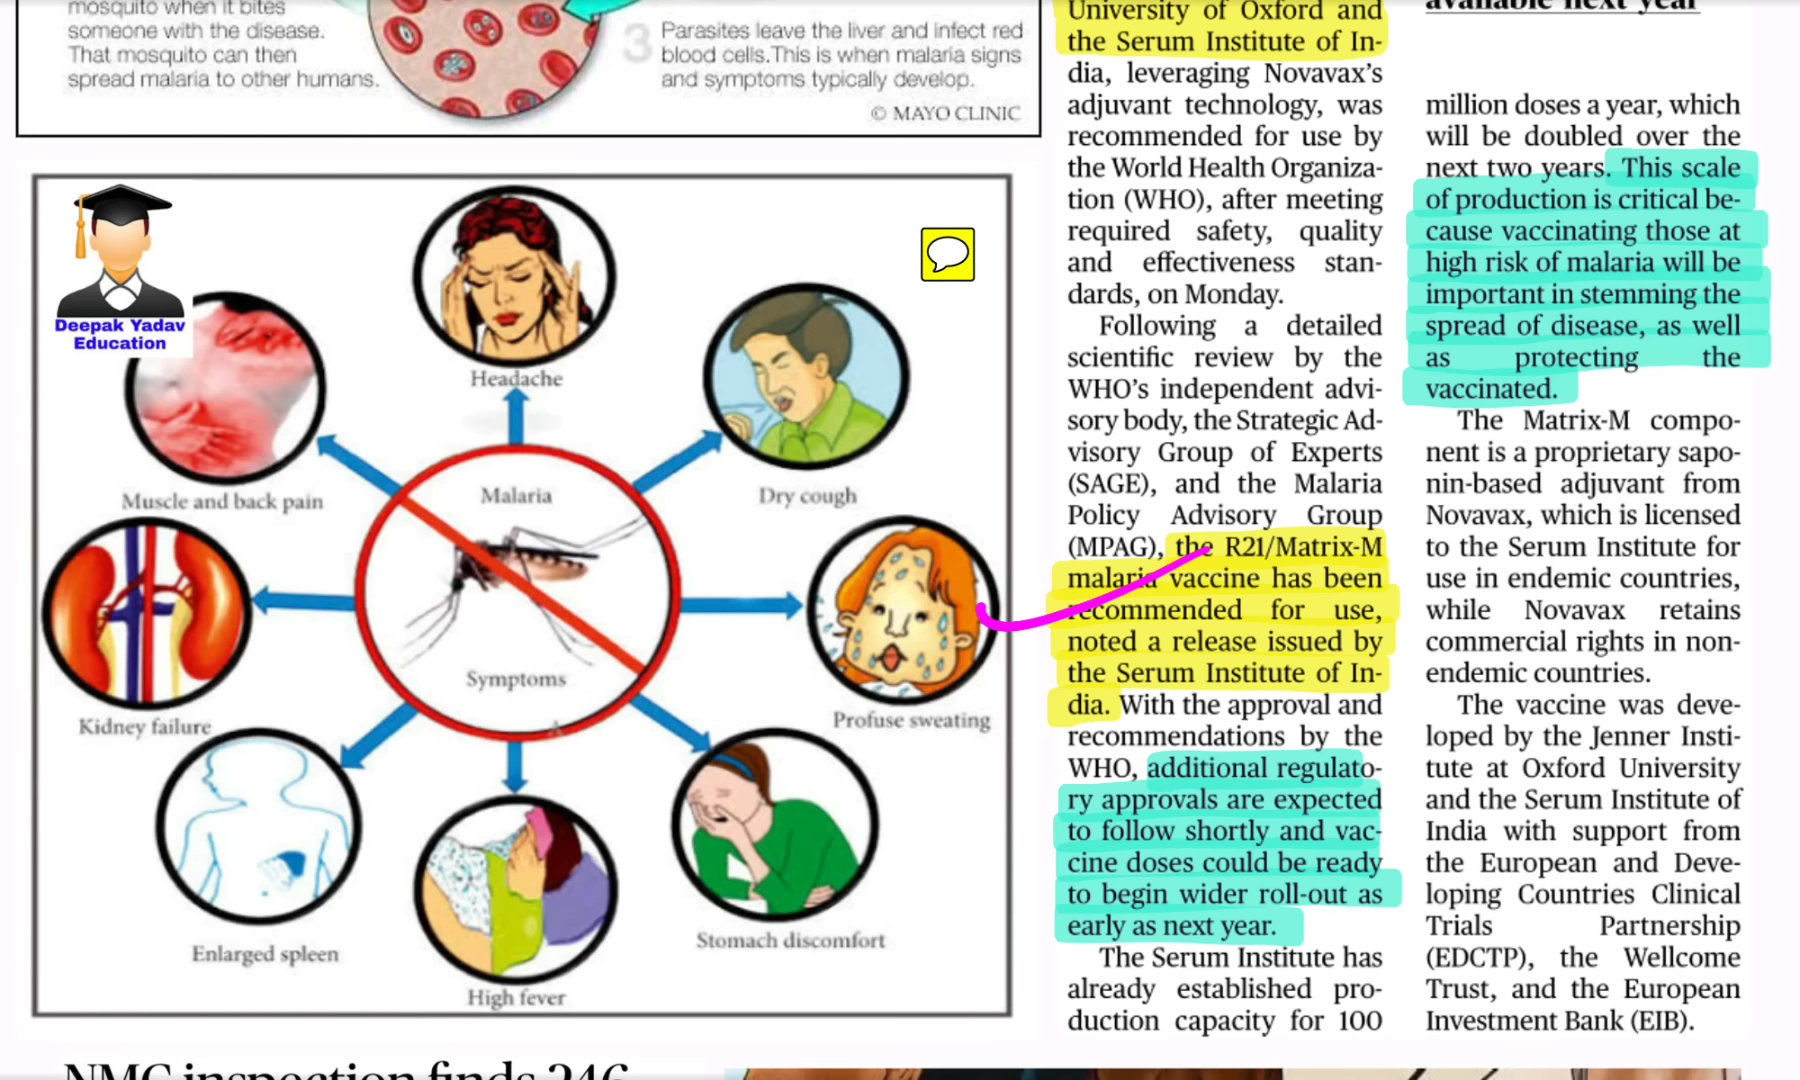 mosquito when it bites
someone with the disease.
That mosquito can then
spread malaria to other humans.
3
Parasites leave the liver and infect red
blood cells.This is when malaria signs
and symptoms typically develop.
© MAYO CLINIC
Deepak Yadav
Education
Headache
Muscle and back pain
Malaria
Dry cough
Symptoms
Kidney failure
Profuse sweating
Enlarged spleen
Stomach discomfort
High fever
University of Oxford and
the Serum Institute of In-
dia, leveraging Novavax's
adjuvant technology, was
recommended for use by
the World Health Organiza-
tion (WHO), after meeting
required safety, quality
and effectiveness stan-
dards, on Monday.
Following a detailed
scientific review by the
WHO's independent advi-
sory body, the Strategic Ad-
visory Group of Experts
(SAGE), and the Malaria
Policy Advisory Group
(MPAG), the R21/Matrix-M
malaria vaccine has been
recommended for use,
noted a release issued by
the Serum Institute of In-
dia. With the approval and
recommendations by the
WHO, additional regulato-
ry approvals are expected
to follow shortly and vac-
cine doses could be ready
to begin wider roll-out as
early as next year.
The Serum Institute has
already established pro-
duction capacity for 100
available next year
million doses a year, which
will be doubled over the
next two years. This scale
of production is critical be-
cause vaccinating those at
high risk of malaria will be
important in stemming the
spread of disease, as well
as protecting the
vaccinated.
The Matrix-M compo-
nent is a proprietary sapo-
nin-based adjuvant from
Novavax, which is licensed
to the Serum Institute for
use in endemic countries,
while Novavax retains
commercial rights in non-
endemic countries.
The vaccine was deve-
loped by the Jenner Insti-
tute at Oxford University
and the Serum Institute of
India with support from
the European and Deve-
loping Countries Clinical
Trials Partnership
(EDCTP), the Wellcome
Trust, and the European
Investment Bank (EIB).
NMC inspection finds 246